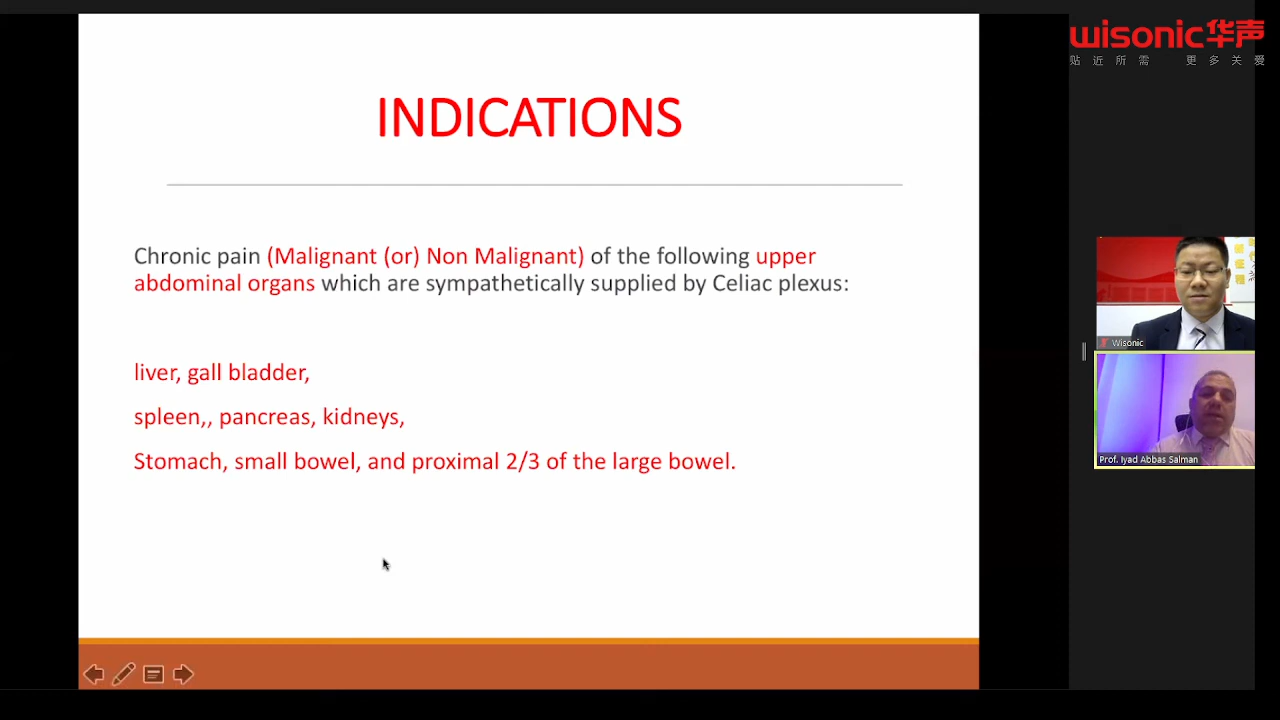 wisonic华声
贴近所需 更多关爱
INDICATIONS
Chronic pain (Malignant (or) Non Malignant) of the following upper
abdominal organs which are sympathetically supplied by Celiac plexus:
liver, gall bladder,
spleen,, pancreas, kidneys,
Stomach, small bowel, and proximal 2/3 of the large bowel.
Wisonic
Prof. Iyad Abbas Salman